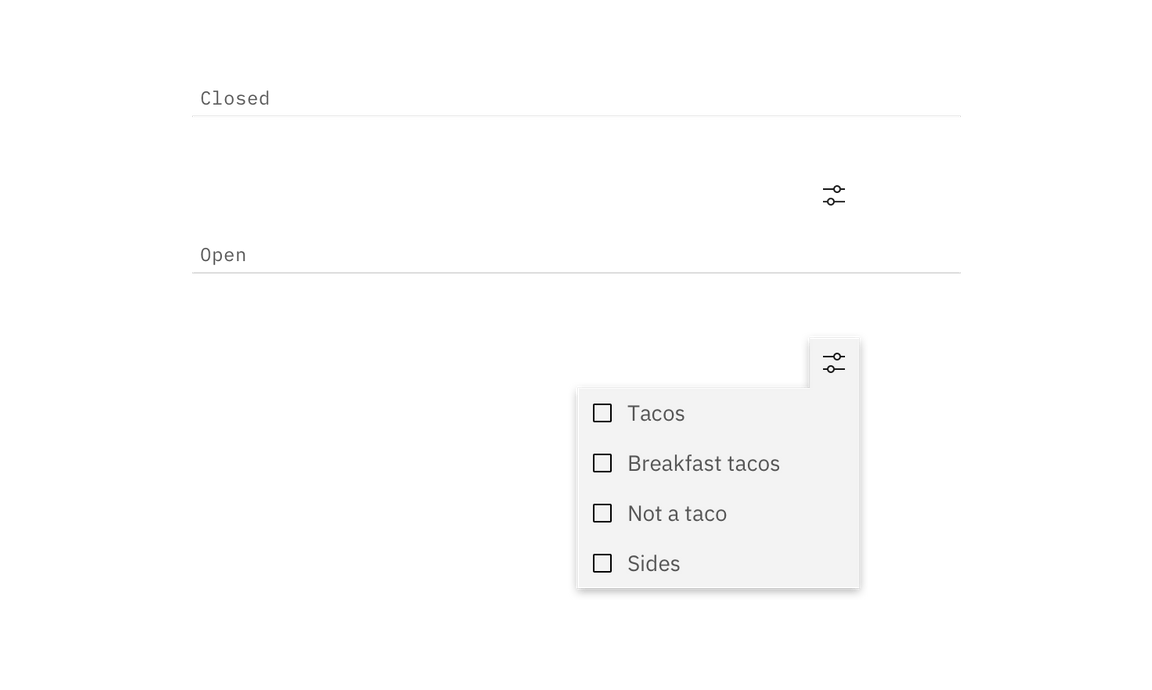 Closed
Open
Tacos
Breakfast tacos
Not a taco
Sides